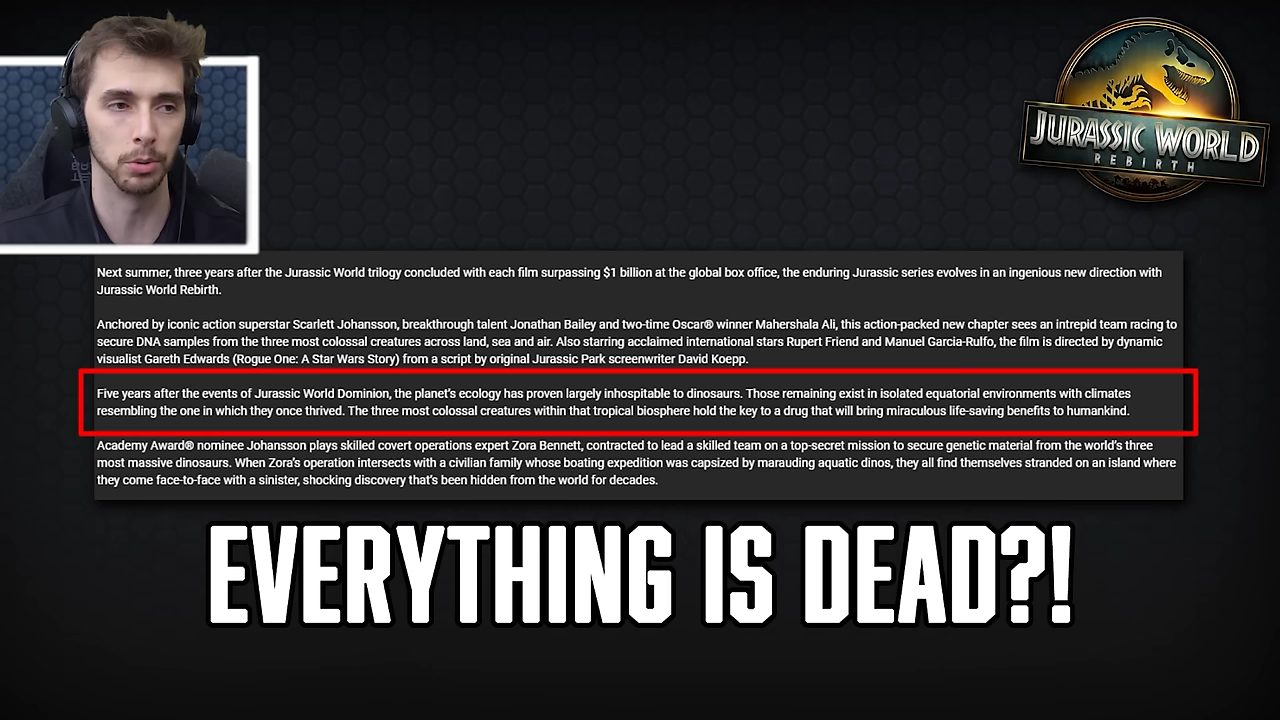 JURASSIC WORLD
REBIRTH
Next summer, three years after the Jurassic World trilogy concluded with each film surpassing $1 billion at the global box office, the enduring Jurassic series evolves in an ingenious new direction with
Jurassic World Rebirth.
Anchored by iconic action superstar Scarlett Johansson, breakthrough talent Jonathan Bailey and two-time Oscar® winner Mahershala Ali, this action-packed new chapter sees an intrepid team racing to
secure DNA samples from the three most colossal creatures across land, sea and air. Also starring acclaimed international stars Rupert Friend and Manuel Garcia-Rulfo, the film is directed by dynamic
visualist Gareth Edwards (Rogue One: A Star Wars Story) from a script by original Jurassic Park screenwriter David Koepp.
Five years after the events of Jurassic World Dominion, the planet's ecology has proven largely inhospitable to dinosaurs. Those remaining exist in isolated equatorial environments with climates
resembling the one in which they once thrived. The three most colossal creatures within that tropical biosphere hold the key to a drug that will bring miraculous life-saving benefits to humankind.
Academy Award® nominee Johansson plays skilled covert operations expert Zora Bennett, contracted to lead a skilled team on a top-secret mission to secure genetic material from the world's three
most massive dinosaurs. When Zora's operation intersects with a civilian family whose boating expedition was capsized by marauding aquatic dinos, they all find themselves stranded on an island where
they come face-to-face with a sinister, shocking discovery that's been hidden from the world for decades.
EVERYTHING IS DEAD?!